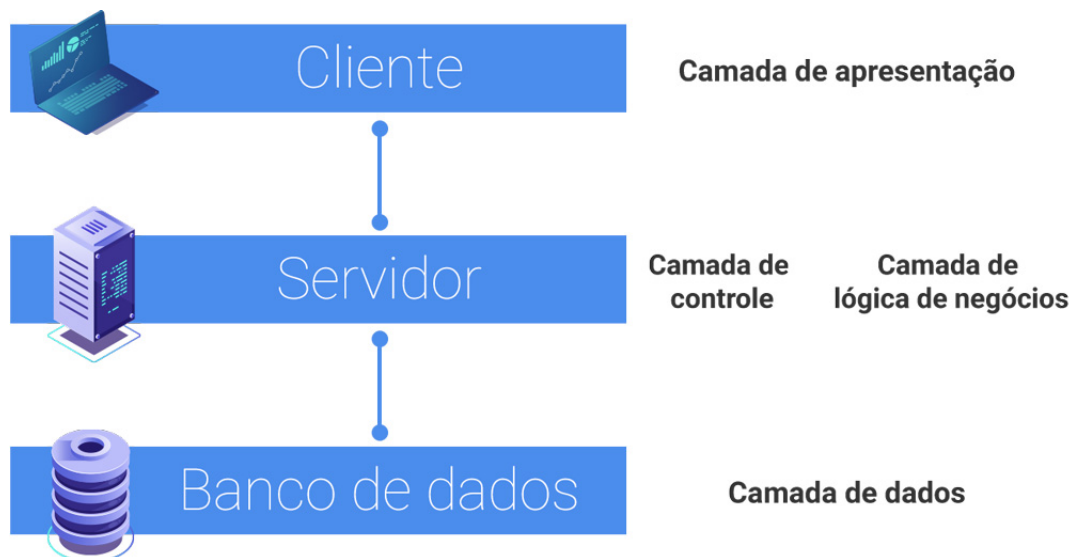 Cliente
Camada de apresentação
Servidor
Camada de
controle
Camada de
lógica de negócios
Banco de dados
Camada de dados